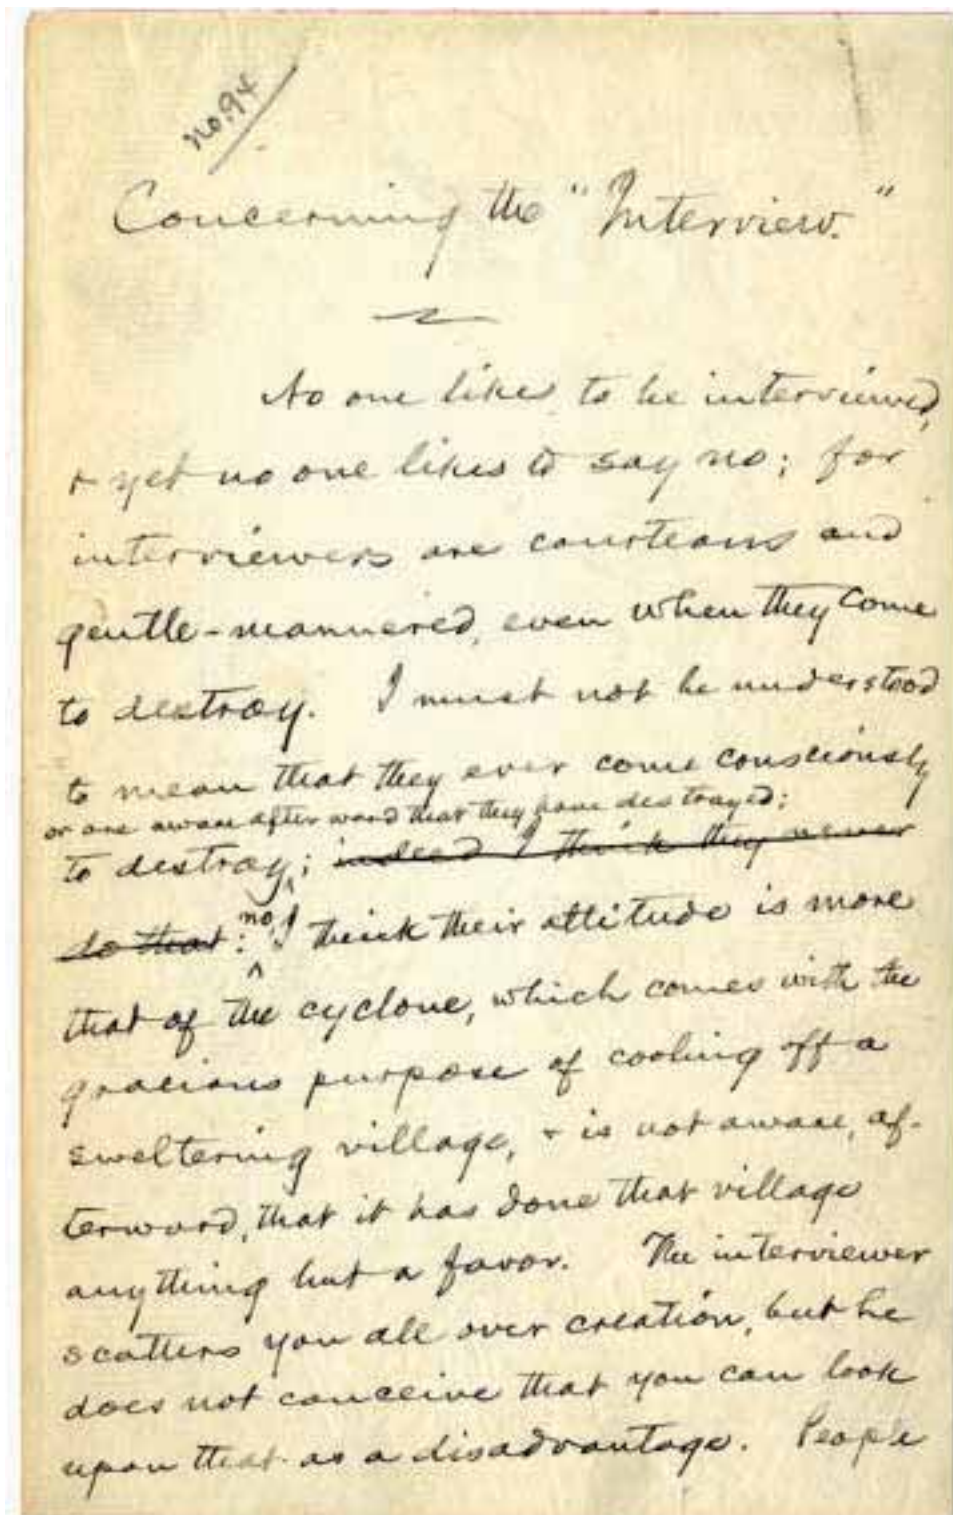 no. 94
Concerning the "Interview."
No one likes to be interviewed,
& yet no one likes to say no; for
interviewers are courteous and
gentle-mannered, even when they come
to destroy. I must not be understood
to mean that they ever come consciously
or are aware afterward that they have destroyed;
to destroy; indeed I think they never
do that: no, I think their attitude is more
that of the cyclone, which comes with the
gracious purpose of cooling off a
sweltering village, & is not aware, af-
terward, that it has done that village
anything but a favor. The interviewer
scatters you all over creation, but he
does not conceive that you can look
upon that as a disadvantage. People